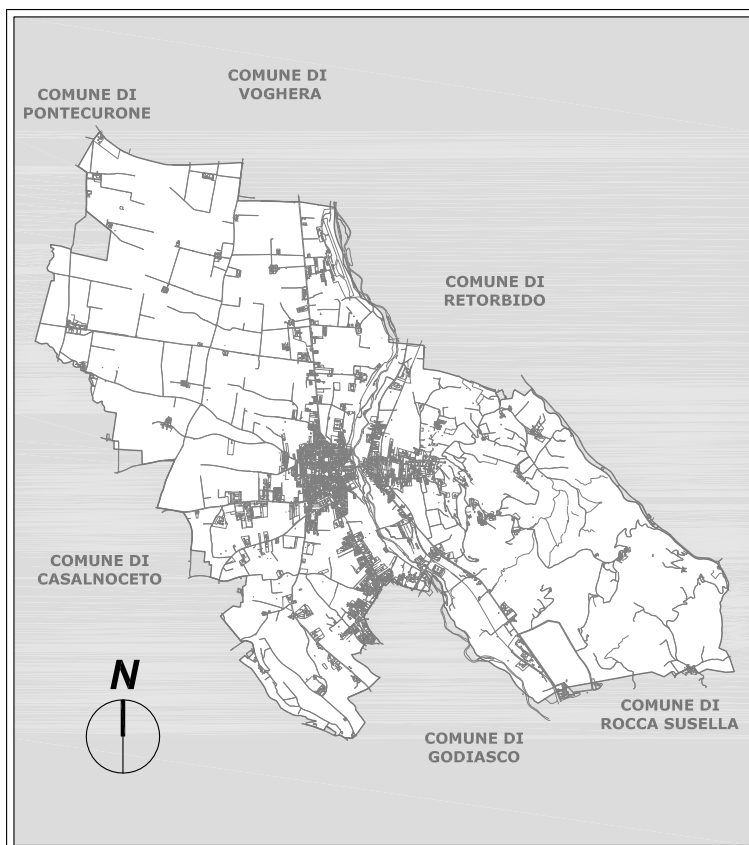 COMUNE DI
VOGHERA
COMUNE DI
PONTECURONE
COMUNE DI
RETORBIDO
COMUNE DI
CASALNOCETO
N
COMUNE DI
ROCCA SUSELLA
COMUNE DI
GODIASCO